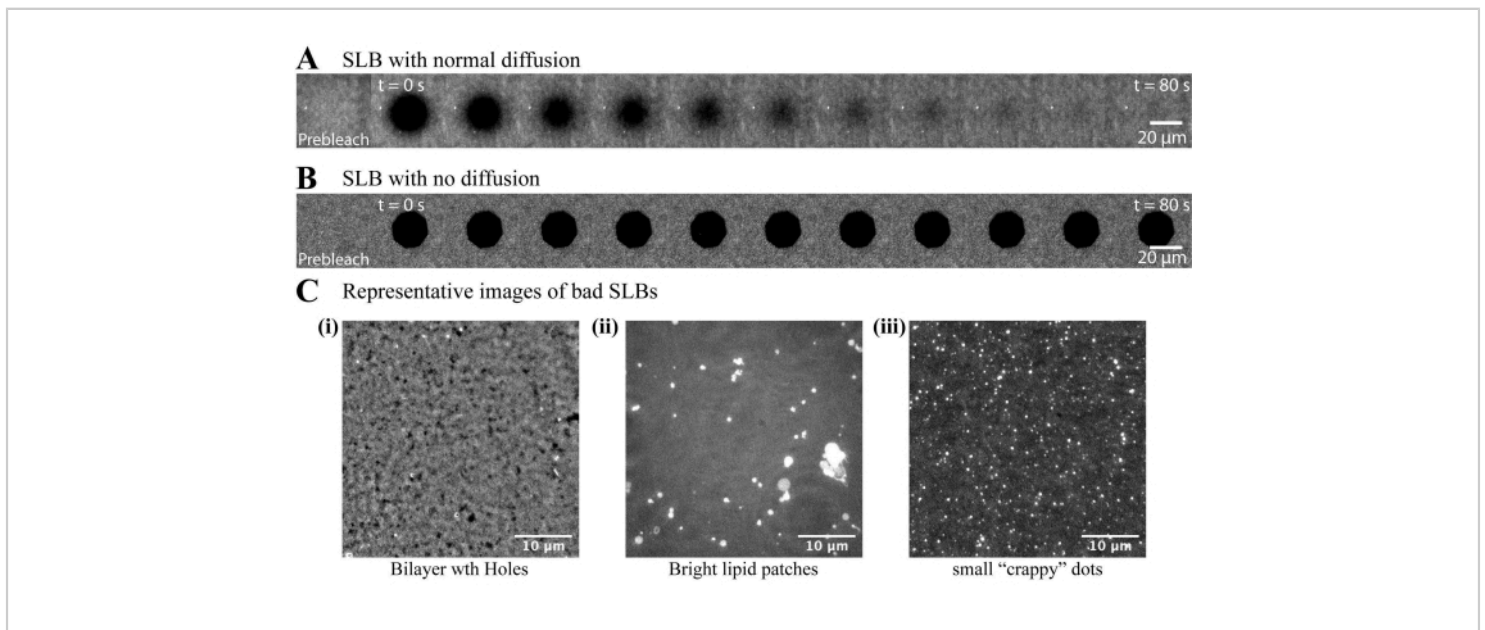 A SLB with normal diffusion
t = 0 s
t = 80 s
Prebleach
20 µm
B SLB with no diffusion
t = 0 s
t = 80 s
Prebleach
20 µm
C Representative images of bad SLBs
(i)
(ii)
(iii)
10 µm
10 µm
10 µm
Bilayer wth Holes
Bright lipid patches
small “crappy” dots